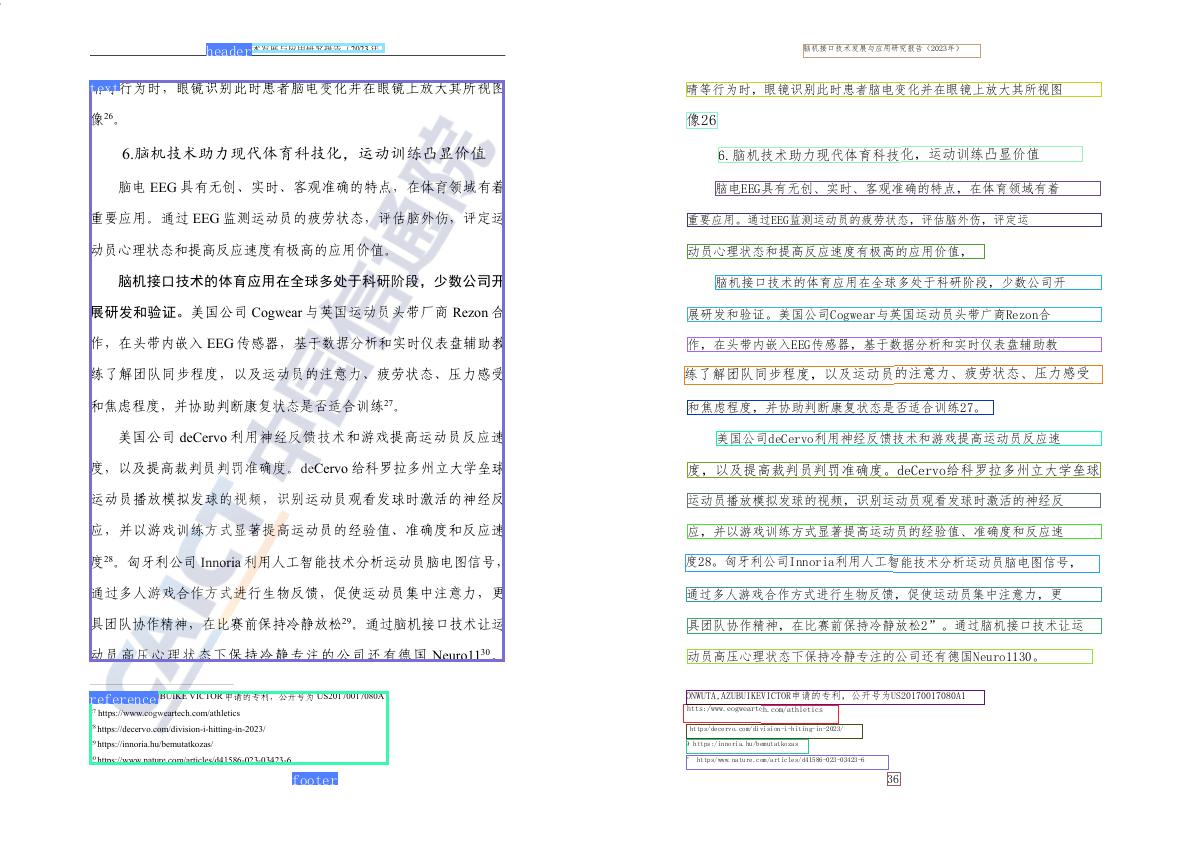 header 术发展与应用研究报告（2023 年
text 行为时，眼镜识别此时患者脑电变化并在眼镜上放大其所视图
像26。
6.脑机技术助力现代体育科技化，运动训练凸显价值
脑电 EEG 具有无创、实时、客观准确的特点，在体育领域有着
重要应用。通过 EEG 监测运动员的疲劳状态，评估脑外伤，评定运
动员心理状态和提高反应速度有极高的应用价值。
脑机接口技术的体育应用在全球多处于科研阶段，少数公司开
展研发和验证。美国公司 Cogwear 与英国运动员头带厂商 Rezon 合
作，在头带内嵌入 EEG 传感器，基于数据分析和实时仪表盘辅助教
练了解团队同步程度，以及运动员的注意力、疲劳状态、压力感受
和焦虑程度，并协助判断康复状态是否适合训练27。
美国公司 deCervo 利用神经反馈技术和游戏提高运动员反应速
度，以及提高裁判员判罚准确度。deCervo 给科罗拉多州立大学垒球
运动员播放模拟发球的视频，识别运动员观看发球时激活的神经反
应，并以游戏训练方式显著提高运动员的经验值、准确度和反应速
度28。匈牙利公司 Innoria 利用人工智能技术分析运动员脑电图信号，
通过多人游戏合作方式进行生物反馈，促使运动员集中注意力，更
具团队协作精神，在比赛前保持冷静放松29。通过脑机接口技术让运
动员高压心理状态下保持冷静专注的公司还有德国 Neuro1130。
reference BUIKE VICTOR 申请的专利，公开号为 US20170017080A
7 https://www.cogweartech.com/athletics
8 https://decervo.com/division-i-hitting-in-2023/
9 https://innoria.hu/bemutatkozas/
0 https://www.nature.com/articles/d41586-023-03423-6
footer
脑机接口技术发展与应用研究报告（2023年）
晴等行为时，眼镜识别此时患者脑电变化并在眼镜上放大其所视图
像26
6. 脑机技术助力现代体育科技化，运动训练凸显价值
脑电EEG具有无创、实时、客观准确的特点，在体育领域有着
重要应用。通过EEG监测运动员的疲劳状态，评估脑外伤，评定运
动员心理状态和提高反应速度有极高的应用价值，
脑机接口技术的体育应用在全球多处于科研阶段，少数公司开
展研发和验证。美国公司Cogwear与英国运动员头带广商Rezon合
作，在头带内嵌入EEG传感器，基于数据分析和实时仪表盘辅助教
练了解团队同步程度，以及运动员的注意力、疲劳状态、压力感受
和焦虑程度，并协助判断康复状态是否适合训练27。
美国公司deCervo利用神经反馈技术和游戏提高运动员反应速
度，以及提高裁判员判罚准确度。deCervo给科罗拉多州立大学垒球
运动员播放模拟发球的视频，识别运动员观看发球时激活的神经反
应，并以游戏训练方式显著提高运动员的经验值、准确度和反应速
度28。匈牙利公司Innoria利用人工智能技术分析运动员脑电图信号，
通过多人游戏合作方式进行生物反馈，促使运动员集中注意力，更
具团队协作精神，在比赛前保持冷静放松2”。通过脑机接口技术让运
动员高压心理状态下保持冷静专注的公司还有德国Neuro1130。
ONWUTA,AZUBUIKEVICTOR申请的专利，公开号为US20170017080A1
https:/www.eogweartech.com/athletics
https/decervo.com/division-i-hiting-in-2023/
9 https:/innoria.hu/bemutatkozas
https/www.nature.com/articles/d41586-023-03423-6
36
CAICT 中国信通院